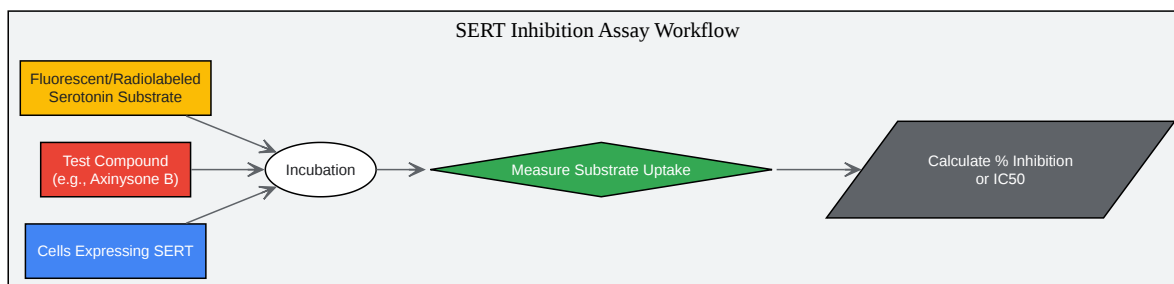 SERT Inhibition Assay Workflow
Fluorescent/Radiolabeled
Serotonin Substrate
Test Compound
(e.g., Axinysone B)
Cells Expressing SERT
Incubation
Measure Substrate Uptake
Calculate % Inhibition
or IC50